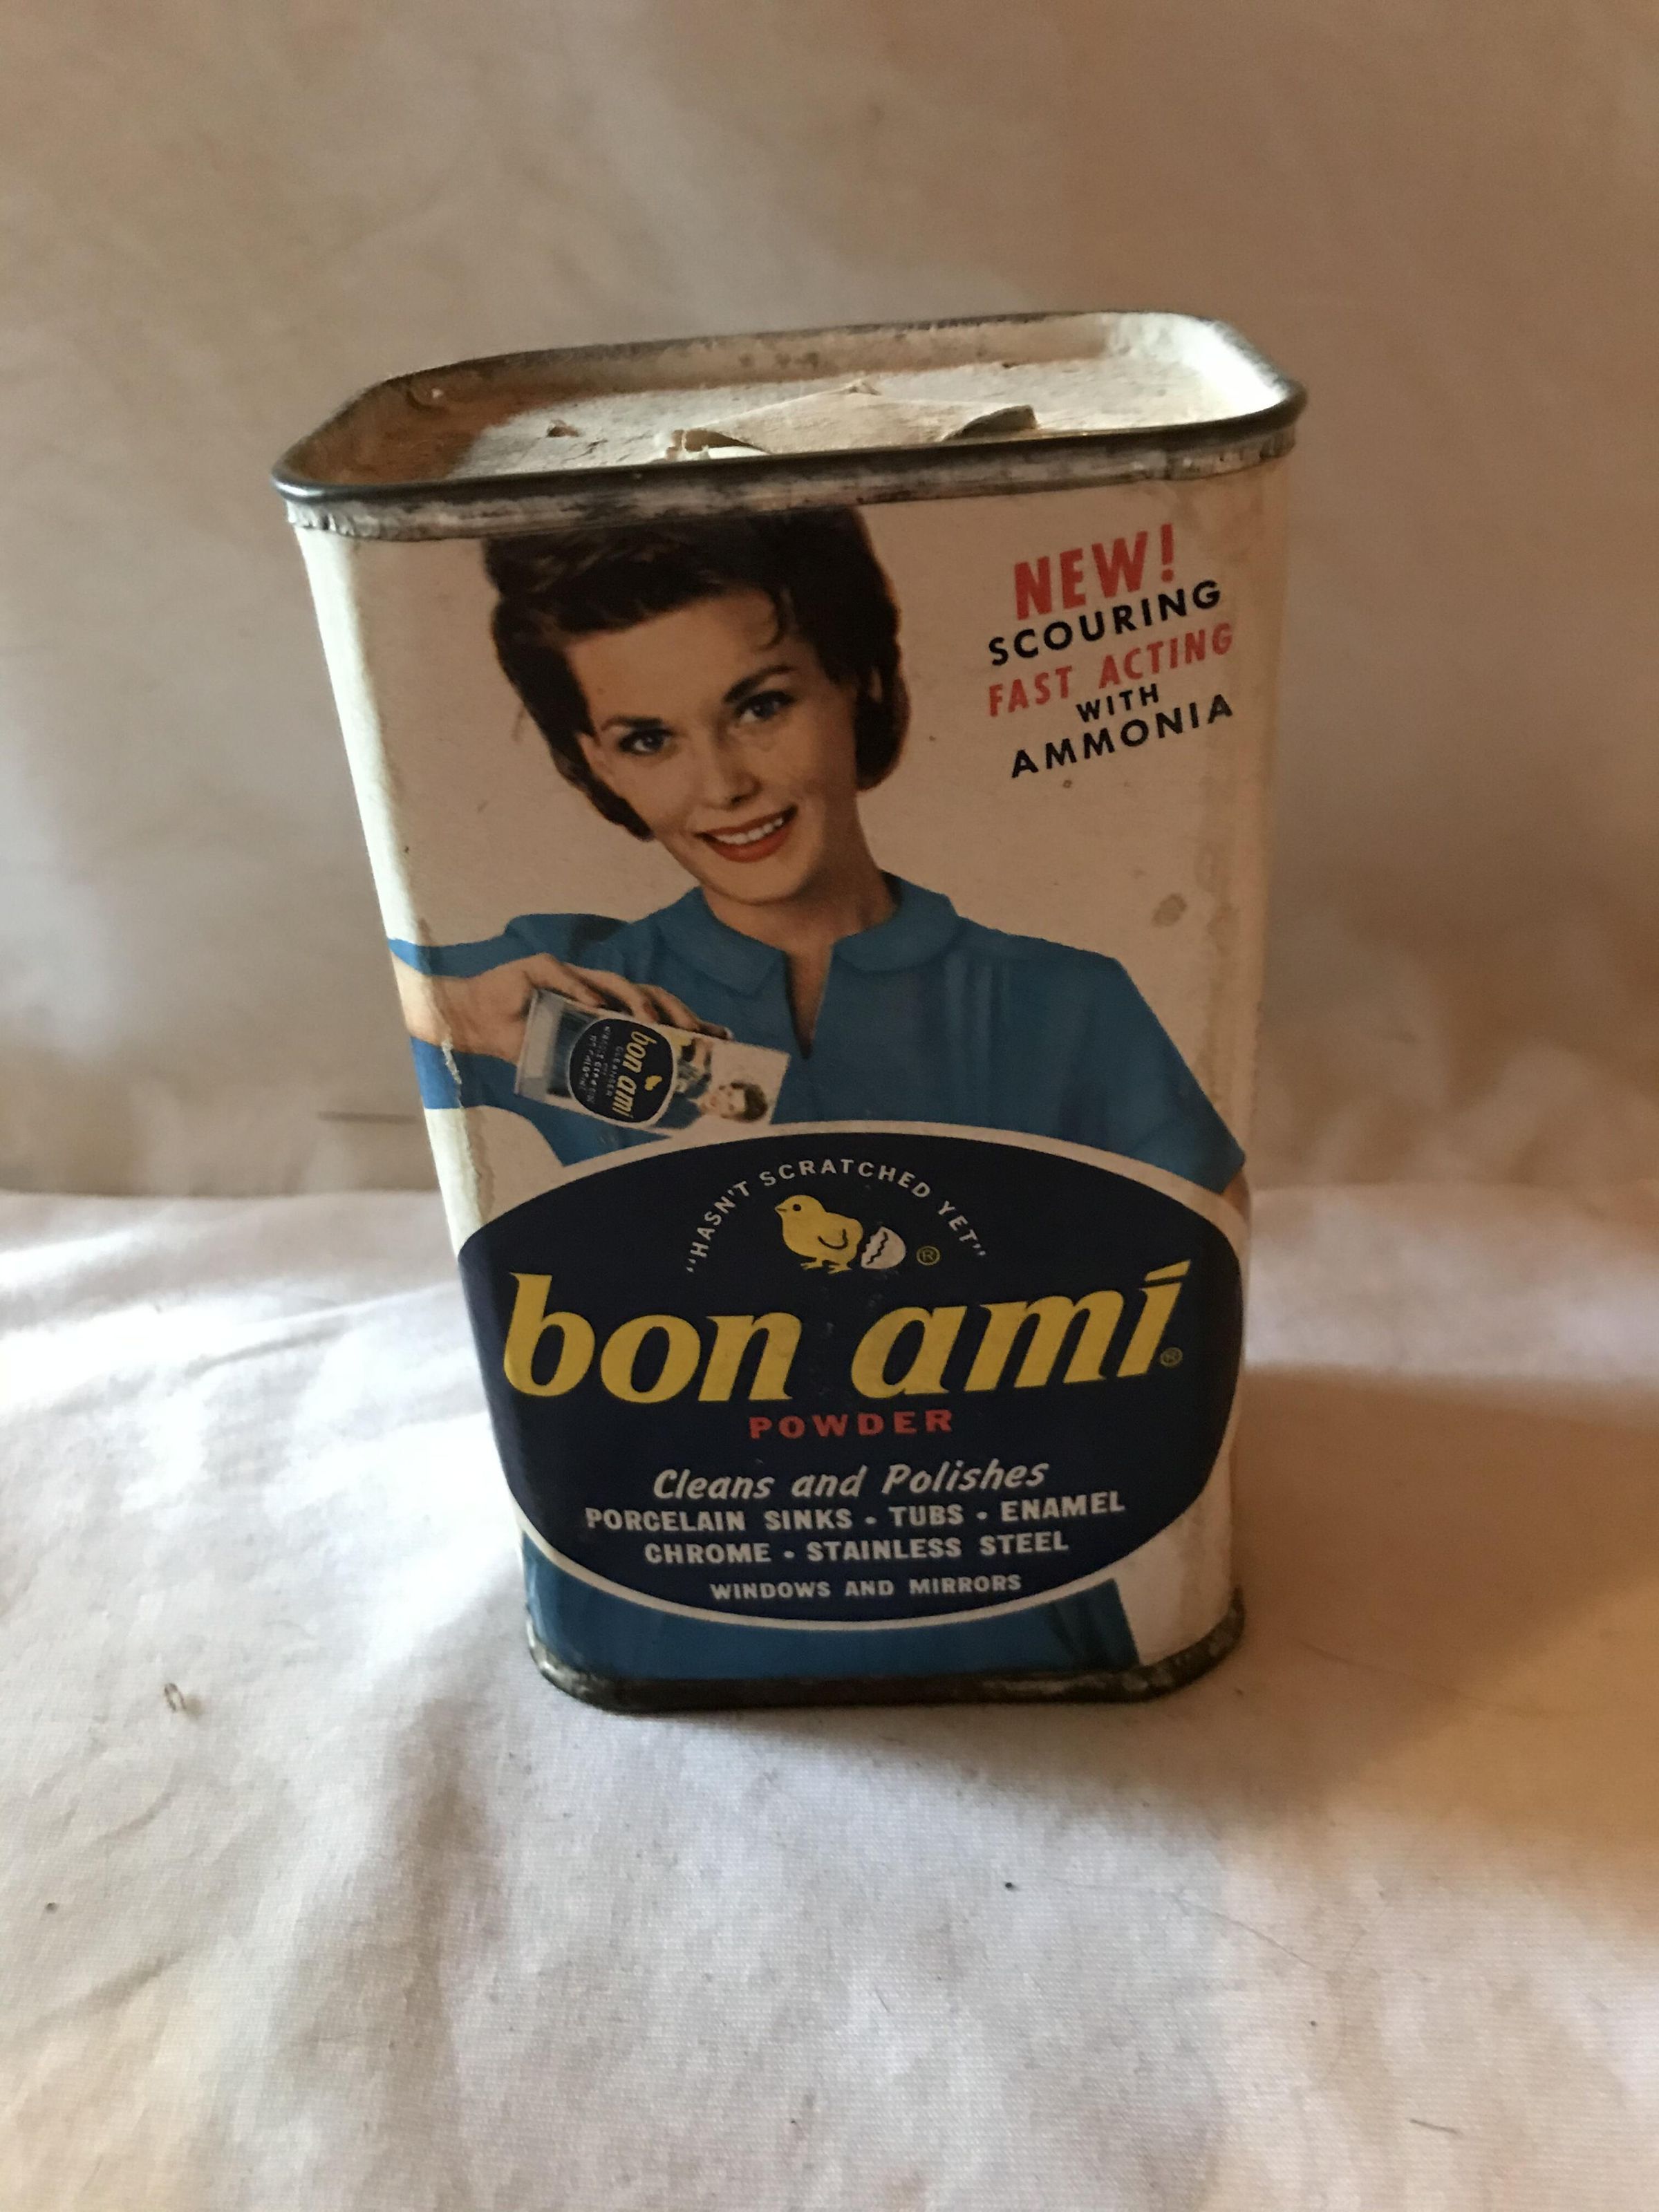 NEW!
SCOURING
FAST ACTING
WITH
AMMONIA
bon ami
CLEANSER
"HASN'T SCRATCHED YET"
®
bon ami®
POWDER
Cleans and Polishes
PORCELAIN SINKS - TUBS - ENAMEL
CHROME - STAINLESS STEEL
WINDOWS AND MIRRORS